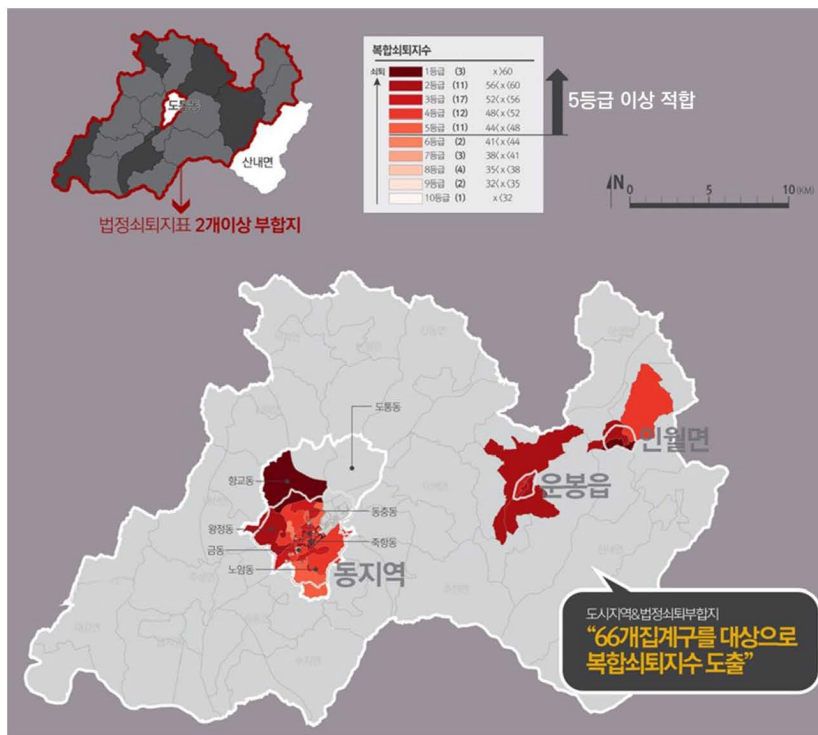 도통동
산내면
법정쇠퇴지표 2개이상 부합지
복합쇠퇴지수
쇠퇴
1등급 (3) x>60
2등급 (11) 56<x<60
3등급 (17) 52<x<56
4등급 (12) 48<x<52
5등급 (11) 44<x<48
6등급 (2) 41<x<44
7등급 (3) 38<x<41
8등급 (4) 35<x<38
9등급 (2) 32<x<35
10등급 (1) x<32
5등급 이상 적합
N 0 5 10 (KM)
도통동
향교동
동충동
왕정동
죽항동
금동
노암동
동지역
운봉읍
인월면
도시지역&법정쇠퇴부합지
“66개집계구를 대상으로
복합쇠퇴지수 도출”